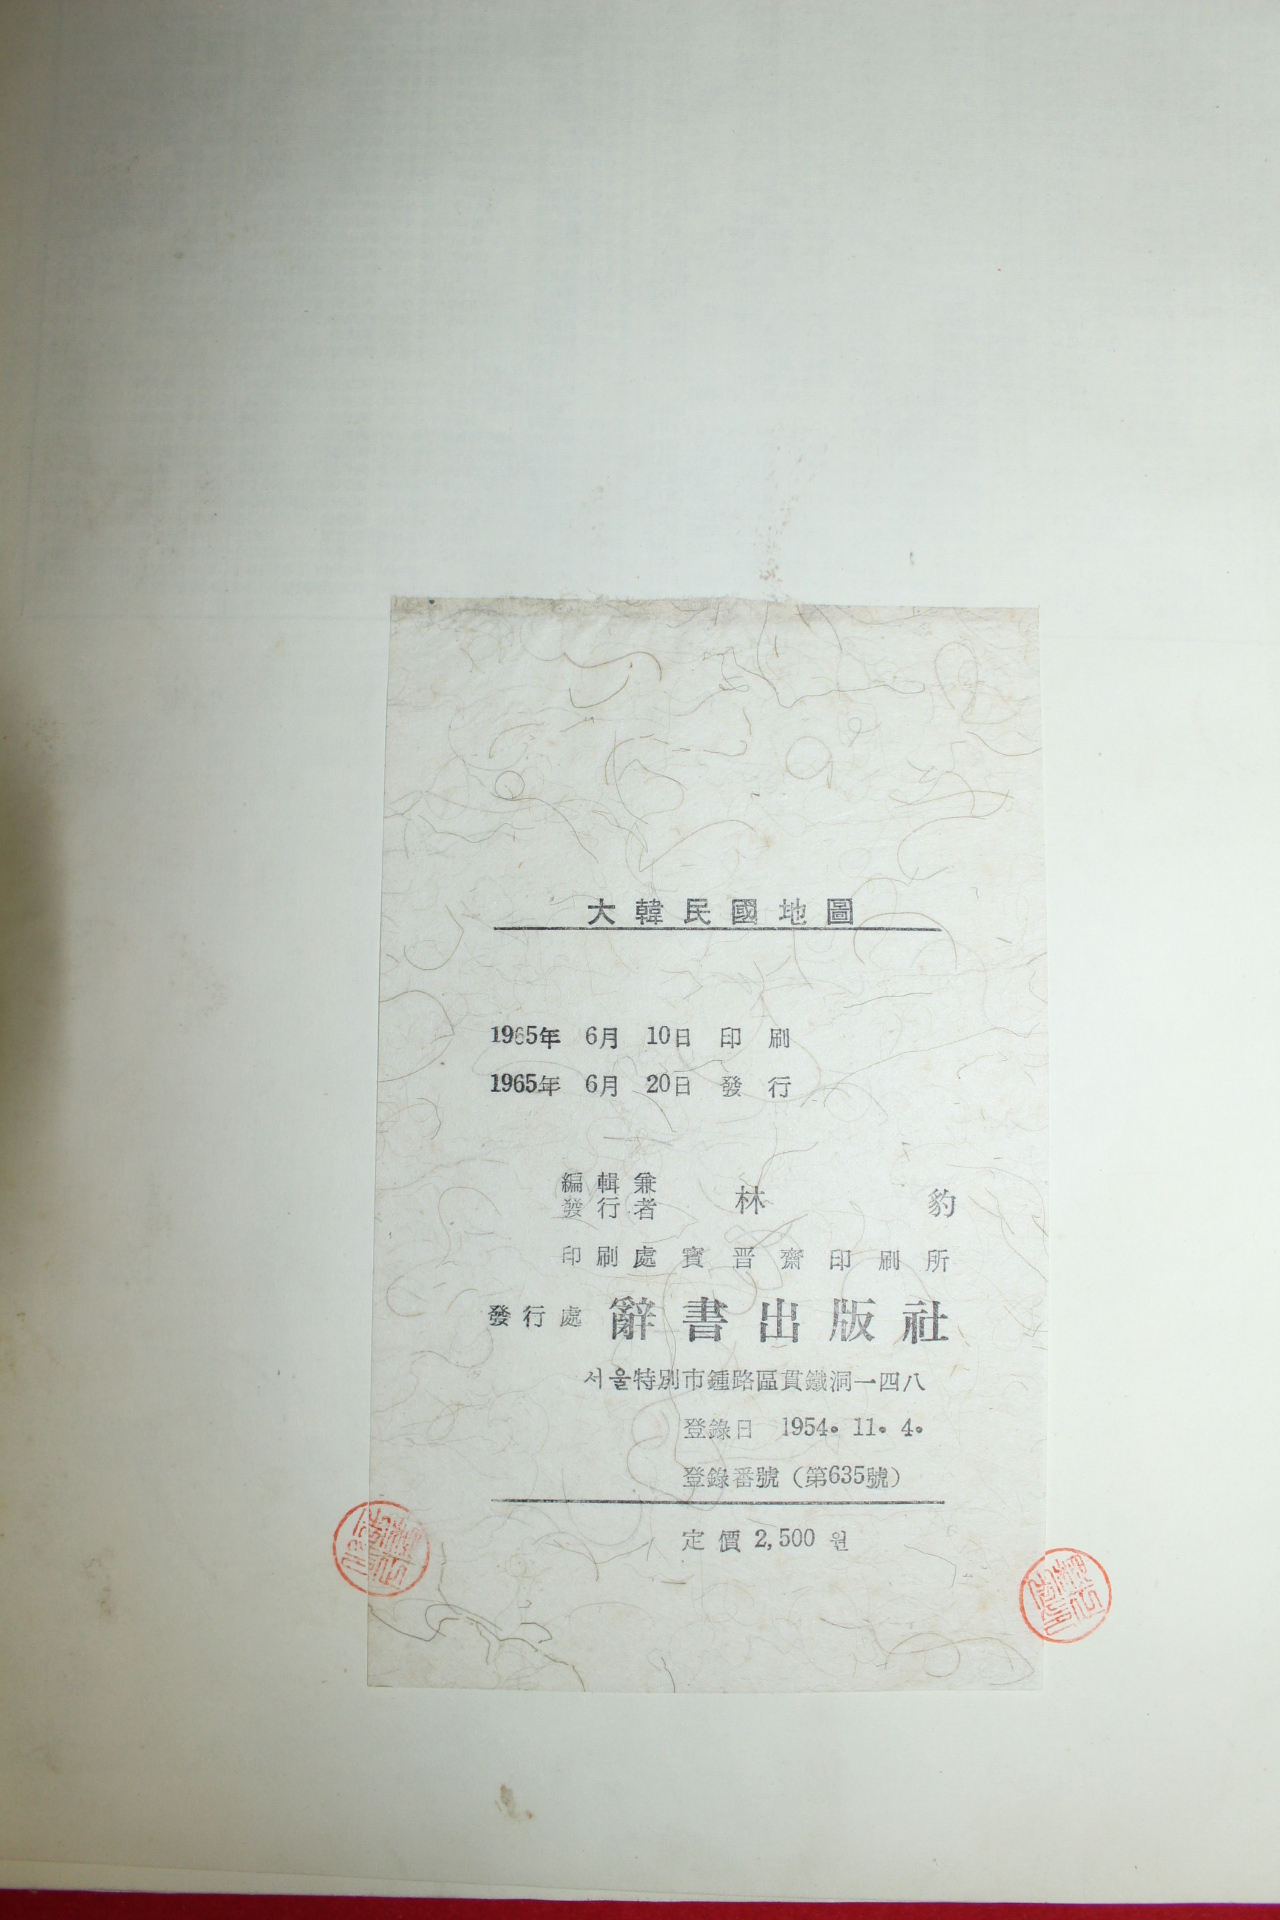 大韓民國地圖
1965年 6月 10日 印刷
1965年 6月 20日 發行
編輯兼
發行者 林 豹
印刷處 寳晋齋印刷所
發行處 辭書出版社
서울特別市鍾路區貫鐵洞一四八
登錄日 1954. 11. 4.
登錄番號 (第635號)
定價 2,500 원